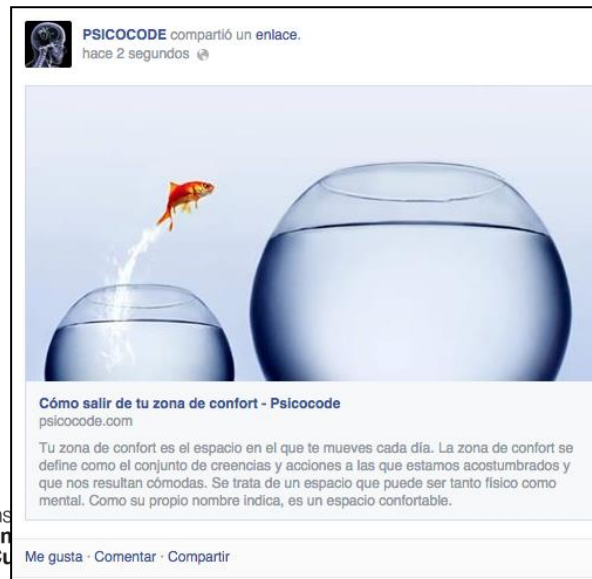 PSICOCODE compartió un enlace.
hace 2 segundos
Cómo salir de tu zona de confort - Psicocode
psicocode.com
Tu zona de confort es el espacio en el que te mueves cada día. La zona de confort se
define como el conjunto de creencias y acciones a las que estamos acostumbrados y
que nos resultan cómodas. Se trata de un espacio que puede ser tanto físico como
mental. Como su propio nombre indica, es un espacio confortable.
Me gusta · Comentar · Compartir